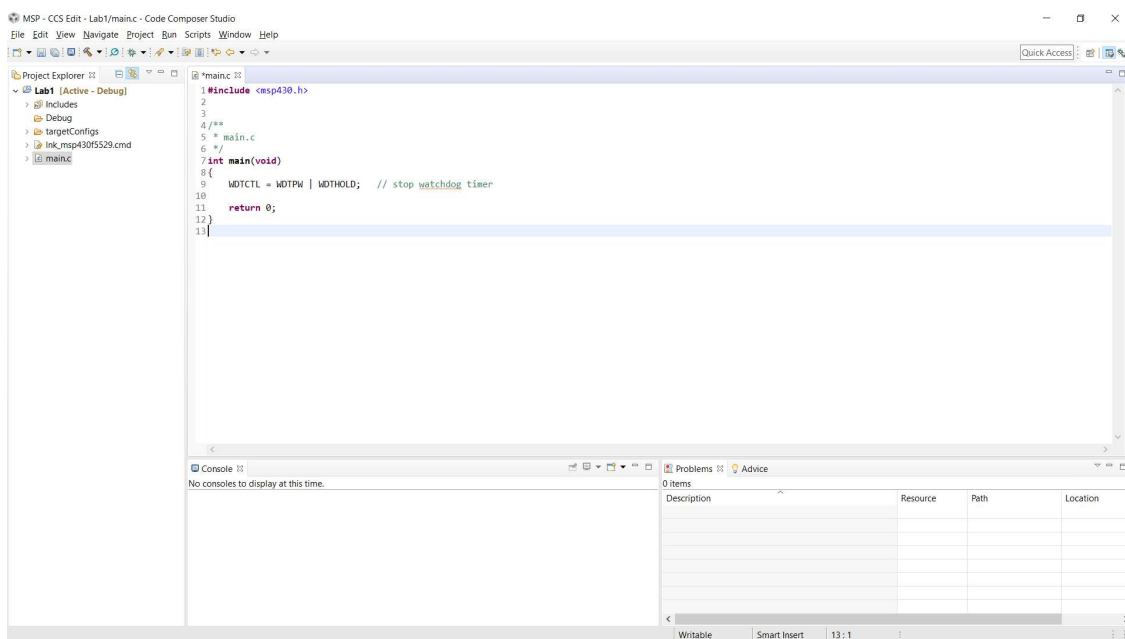 MSP - CCS Edit - Lab1/main.c - Code Composer Studio
File Edit View Navigate Project Run Scripts Window Help
Quick Access
Project Explorer
Lab1 [Active - Debug]
Includes
Debug
targetConfigs
lnk_msp430f5529.cmd
main.c
*main.c
1 #include <msp430.h>
2
3
4 /**
5 * main.c
6 */
7 int main(void)
8 {
9 WDTCTL = WDTPW | WDTHOLD; // stop watchdog timer
10
11 return 0;
12 }
13
Console
No consoles to display at this time.
Problems Advice
0 items
Description Resource Path Location
Writable Smart Insert 13 : 1